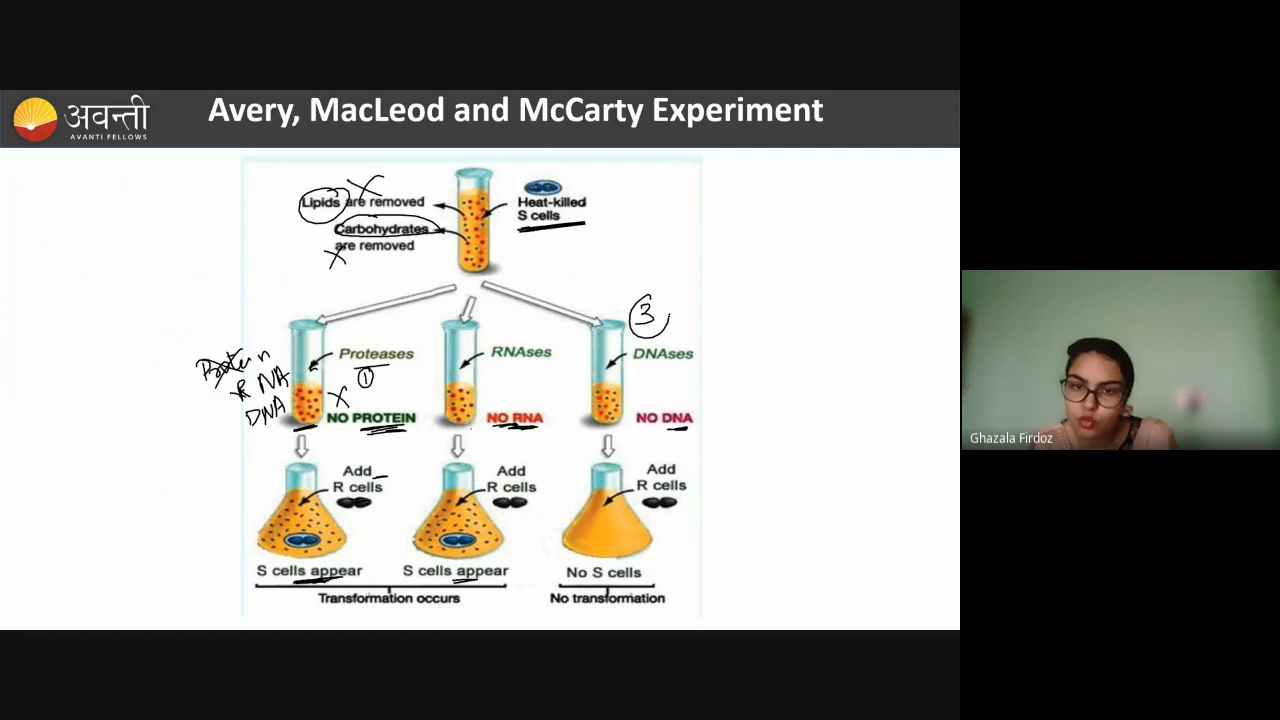 अवन्ती
AVANTI FELLOWS
Avery, MacLeod and McCarty Experiment
Lipids are removed
Carbohydrates
are removed
Heat-killed
S cells
3
Proteases
RNAses
DNAses
Protein
RNA
DNA
1
NO PROTEIN
NO RNA
NO DNA
Add
R cells
Add
R cells
Add
R cells
S cells appear
S cells appear
No S cells
Transformation occurs
No transformation
Ghazala Firdoz